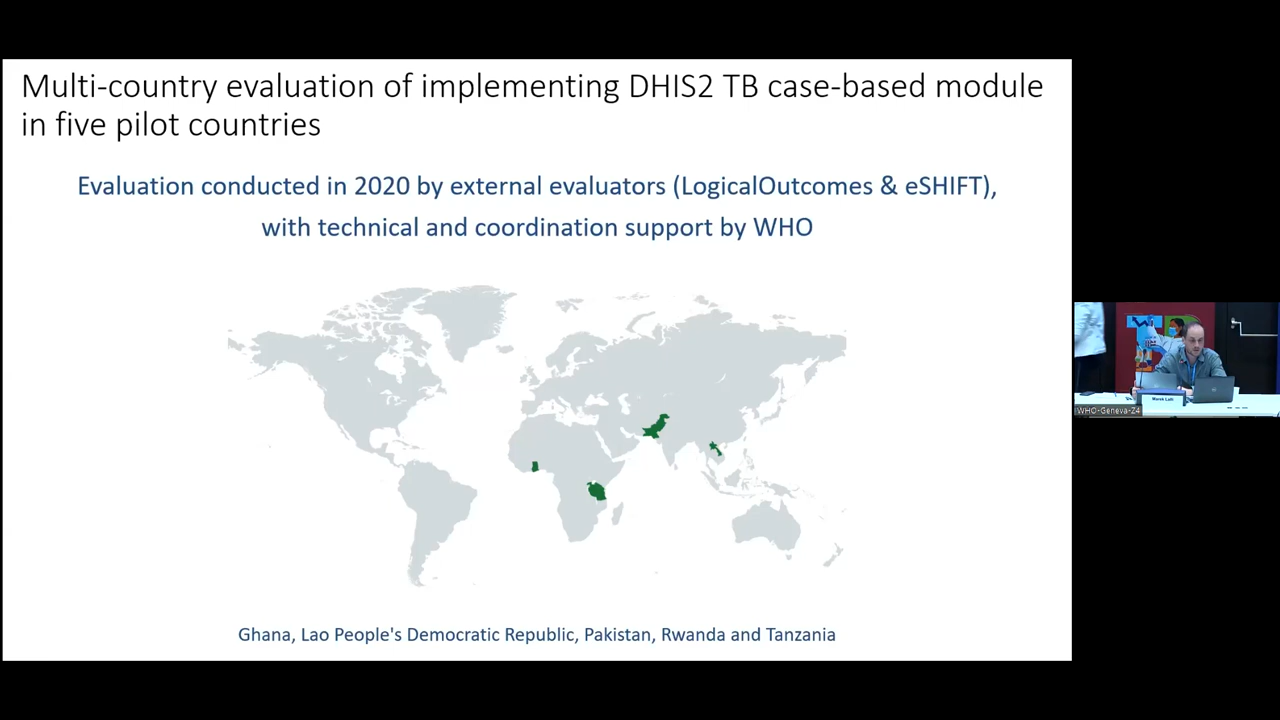 Multi-country evaluation of implementing DHIS2 TB case-based module
in five pilot countries
Evaluation conducted in 2020 by external evaluators (LogicalOutcomes & eSHIFT),
with technical and coordination support by WHO
Ghana, Lao People's Democratic Republic, Pakistan, Rwanda and Tanzania
Marek Lalli
WHO-Geneva-Z4